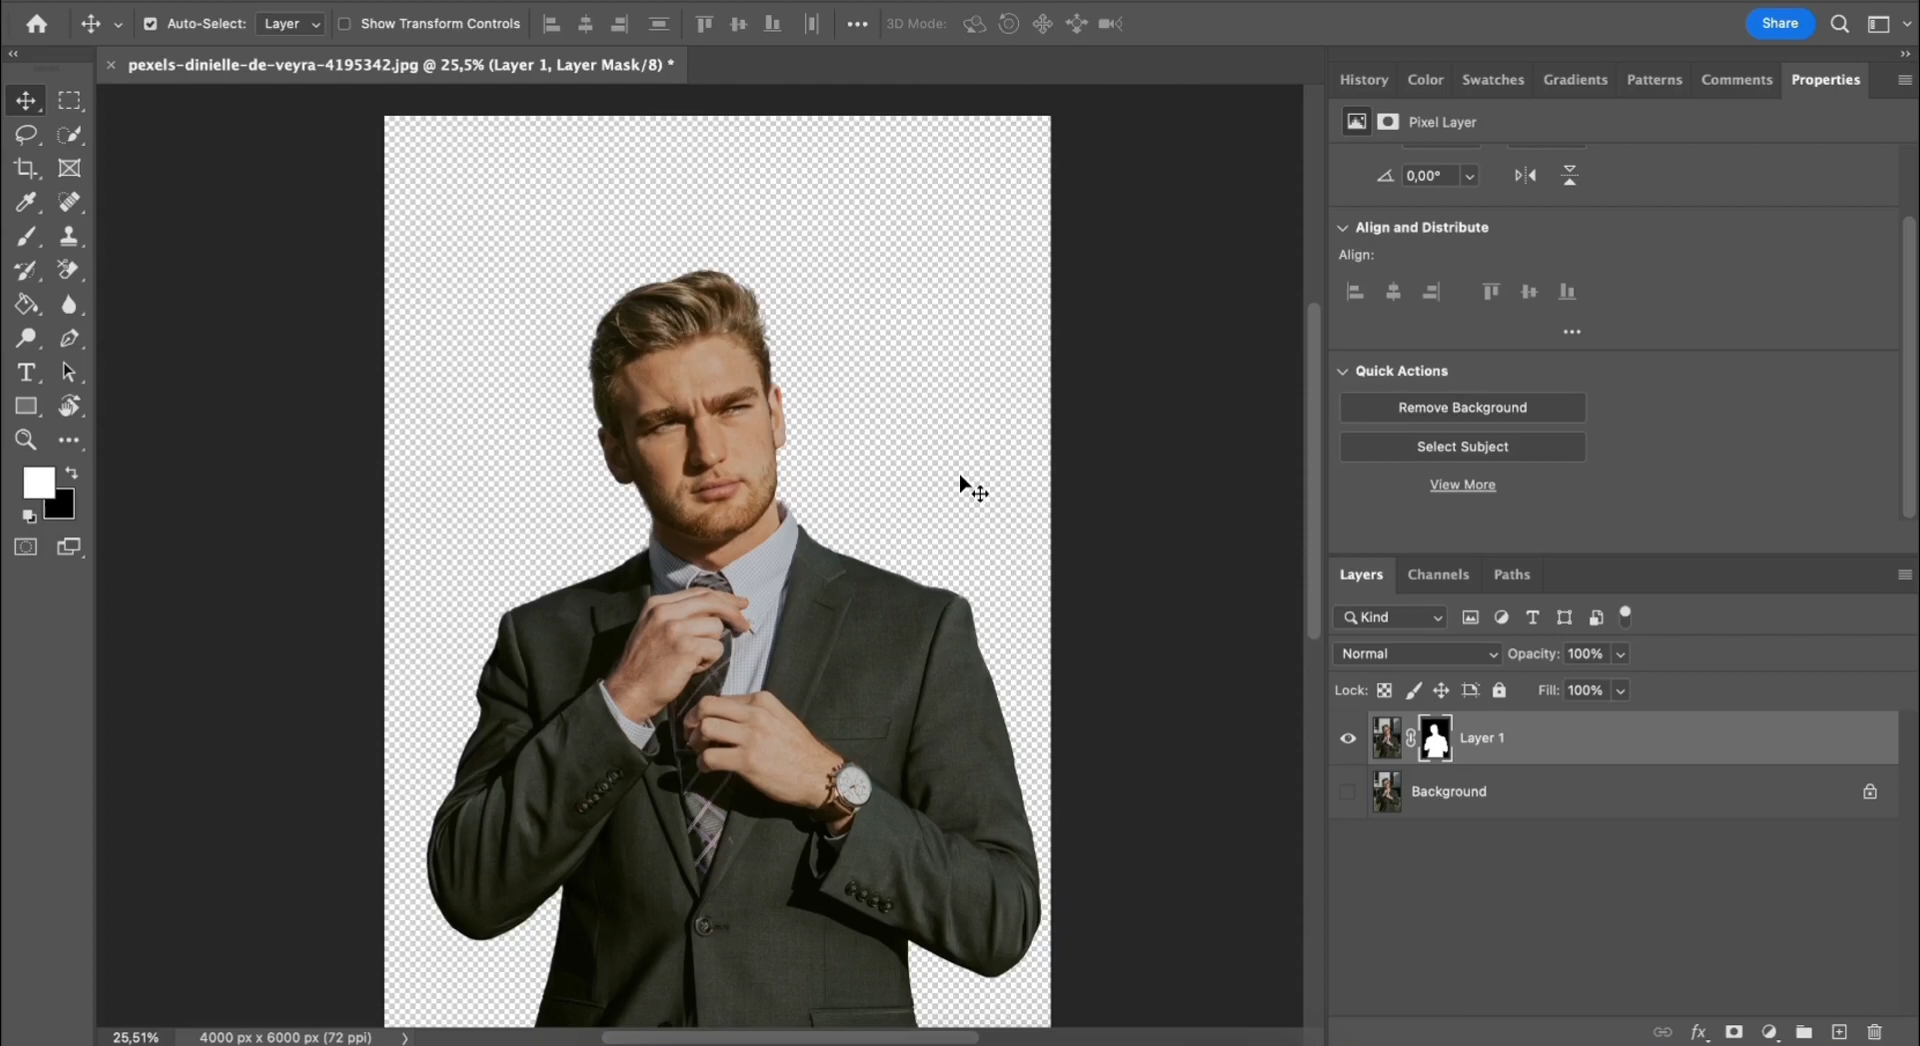 Auto-Select:
Layer
Show Transform Controls
3D Mode:
Share
pexels-dinielle-de-veyra-4195342.jpg @ 25,5% (Layer 1, Layer Mask/8) *
History
Color
Swatches
Gradients
Patterns
Comments
Properties
Pixel Layer
0,00°
Align and Distribute
Align:
Quick Actions
Remove Background
Select Subject
View More
Layers
Channels
Paths
Kind
Normal
Opacity: 100%
Lock:
Fill: 100%
Layer 1
Background
25,51%
4000 px x 6000 px (72 ppi)